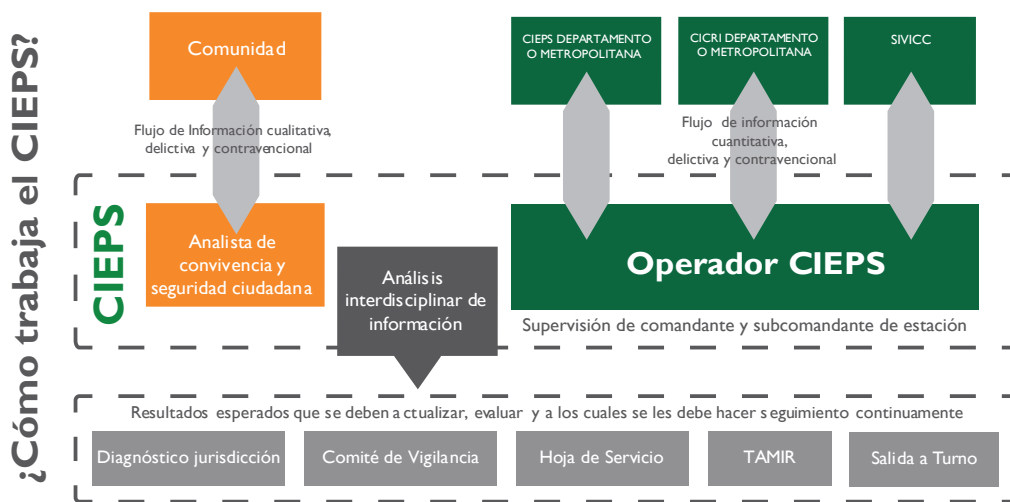 ¿Cómo trabaja el CIEPS?
Comunidad
CIEPS DEPARTAMENTO
O METROPOLITANA
CICRI DEPARTAMENTO
O METROPOLITANA
SIVICC
Flujo de Información cualitativa,
delictiva y contravencional
Flujo de información
cuantitativa,
delictiva y contravencional
CIEPS
Analista de
convivencia y
seguridad ciudadana
Análisis
interdisciplinar de
información
Operador CIEPS
Supervisión de comandante y subcomandante de estación
Resultados esperados que se deben actualizar, evaluar y a los cuales se les debe hacer seguimiento continuamente
Diagnóstico jurisdicción
Comité de Vigilancia
Hoja de Servicio
TAMIR
Salida a Turno